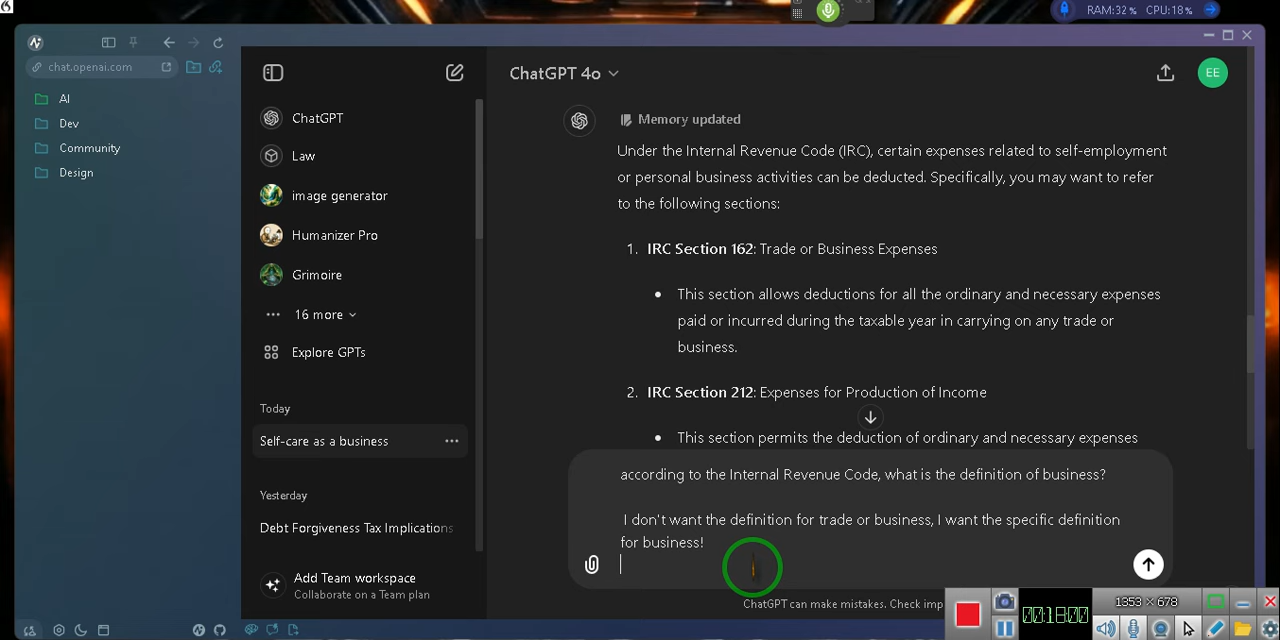 RAM:32% CPU:18%
chat.openai.com
AI
Dev
Community
Design
ChatGPT
Law
image generator
Humanizer Pro
Grimoire
16 more
Explore GPTs
Today
Self-care as a business
Yesterday
Debt Forgiveness Tax Implications
Add Team workspace
Collaborate on a Team plan
ChatGPT 4o
EE
Memory updated
Under the Internal Revenue Code (IRC), certain expenses related to self-employment
or personal business activities can be deducted. Specifically, you may want to refer
to the following sections:
1. IRC Section 162: Trade or Business Expenses
• This section allows deductions for all the ordinary and necessary expenses
paid or incurred during the taxable year in carrying on any trade or
business.
2. IRC Section 212: Expenses for Production of Income
• This section permits the deduction of ordinary and necessary expenses
according to the Internal Revenue Code, what is the definition of business?
I don't want the definition for trade or business, I want the specific definition
for business!
ChatGPT can make mistakes. Check imp
1353 × 678
00:18:00